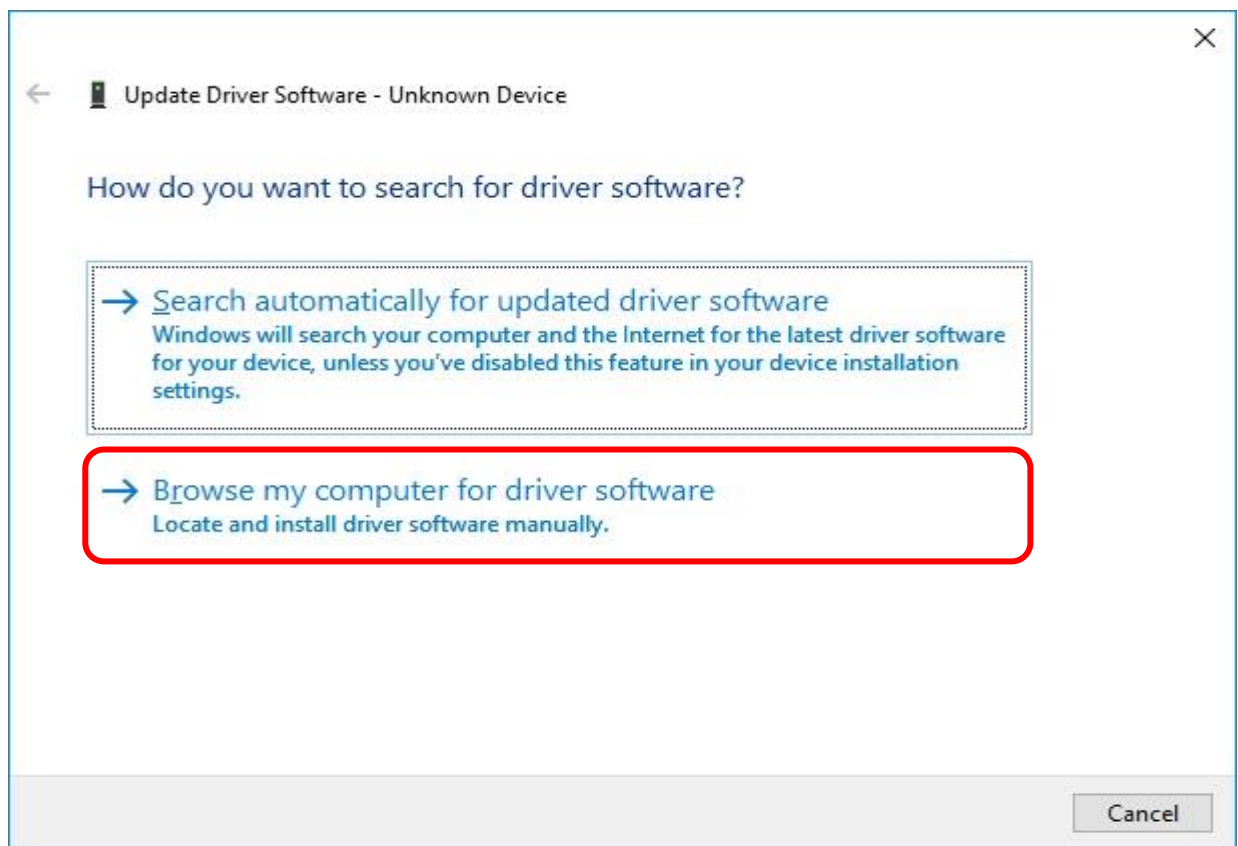 Update Driver Software - Unknown Device
How do you want to search for driver software?
Search automatically for updated driver software
Windows will search your computer and the Internet for the latest driver software
for your device, unless you've disabled this feature in your device installation
settings.
Browse my computer for driver software
Locate and install driver software manually.
Cancel